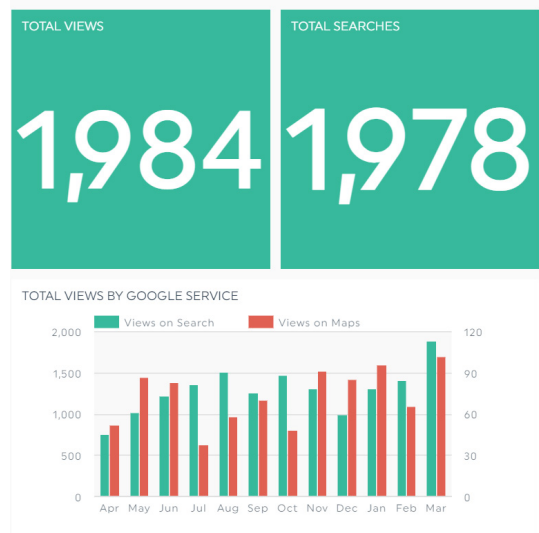 TOTAL VIEWS
1,984
TOTAL SEARCHES
1,978
TOTAL VIEWS BY GOOGLE SERVICE
Views on Search Views on Maps
2,000 120
1,500 90
1,000 60
500 30
0 0
Apr May Jun Jul Aug Sep Oct Nov Dec Jan Feb Mar